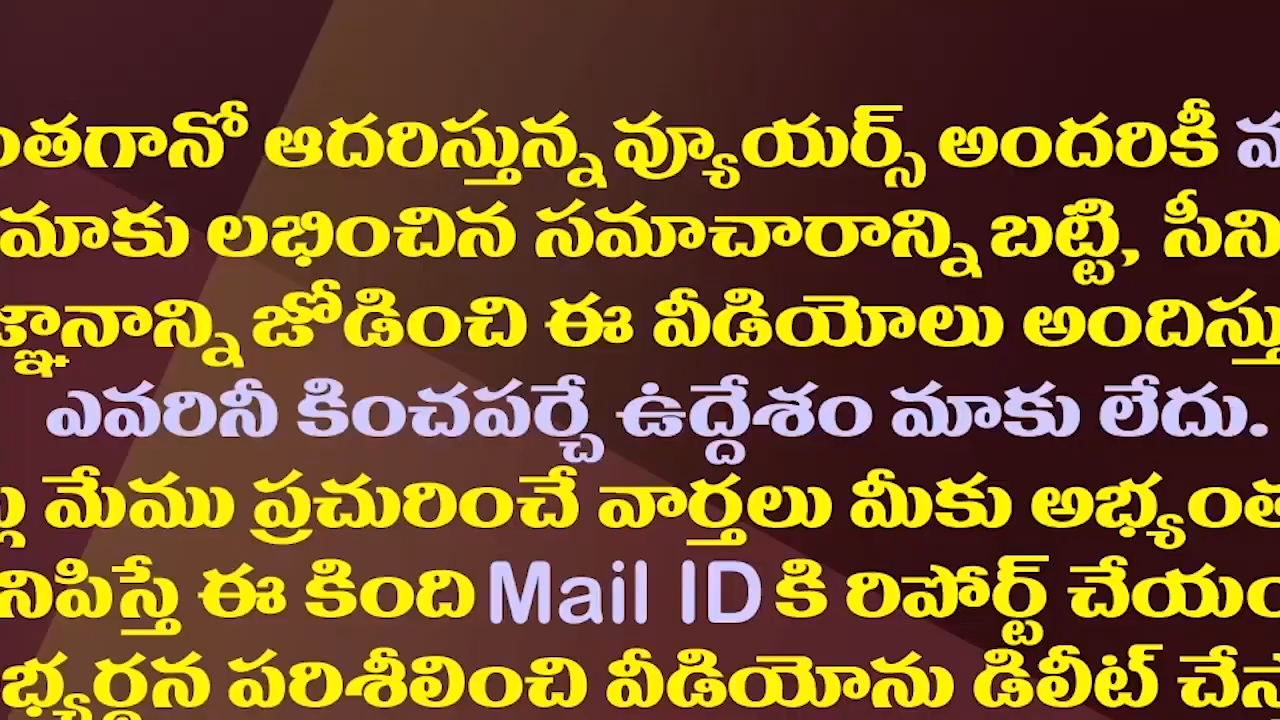 ంతగానో ఆదరిస్తున్న వ్యూయర్స్ అందరికీ
మాకు లభించిన సమాచారాన్ని బట్టి, సీని
జ్ఞానాన్ని జోడించి ఈ వీడియోలు అందిస్తు
ఎవరినీ కించపర్చే ఉద్దేశం మాకు లేదు.
మేము ప్రచురించే వార్తలు మీకు అభ్యంత
నిపిస్తే ఈ కింది Mail ID కి రిపోర్ట్ చేయం
భ్యర్థన పరిశీలించి వీడియోను డిలీట్ చేస